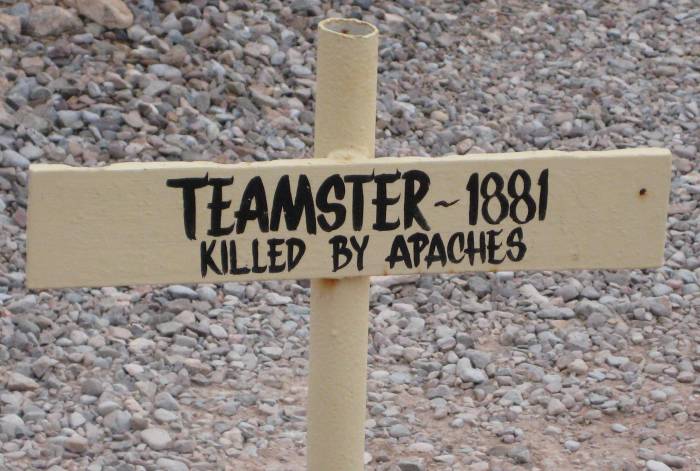 TEAMSTER ~ 1881
KILLED BY APACHES